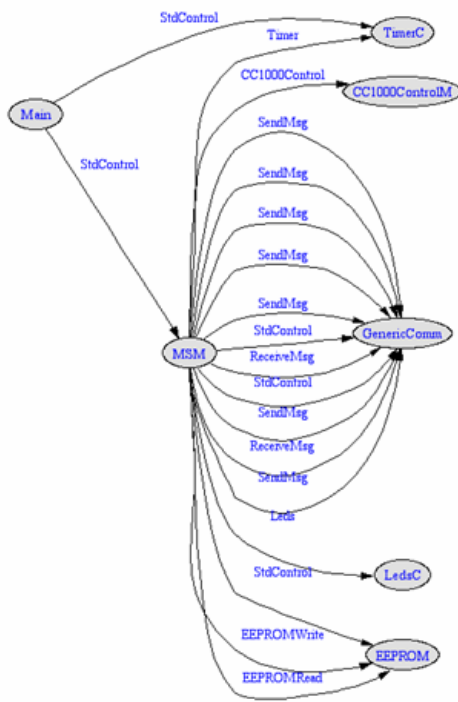 StdControl
TimerC
Timer
CC1000Control
CC1000ControlM
Main
SendMsg
StdControl
SendMsg
SendMsg
SendMsg
SendMsg
StdControl
GenericComm
MSM
ReceiveMsg
StdControl
SendMsg
ReceiveMsg
SendMsg
Leds
StdControl
LedsC
EEPROMWrite
EEPROM
EEPROMRead